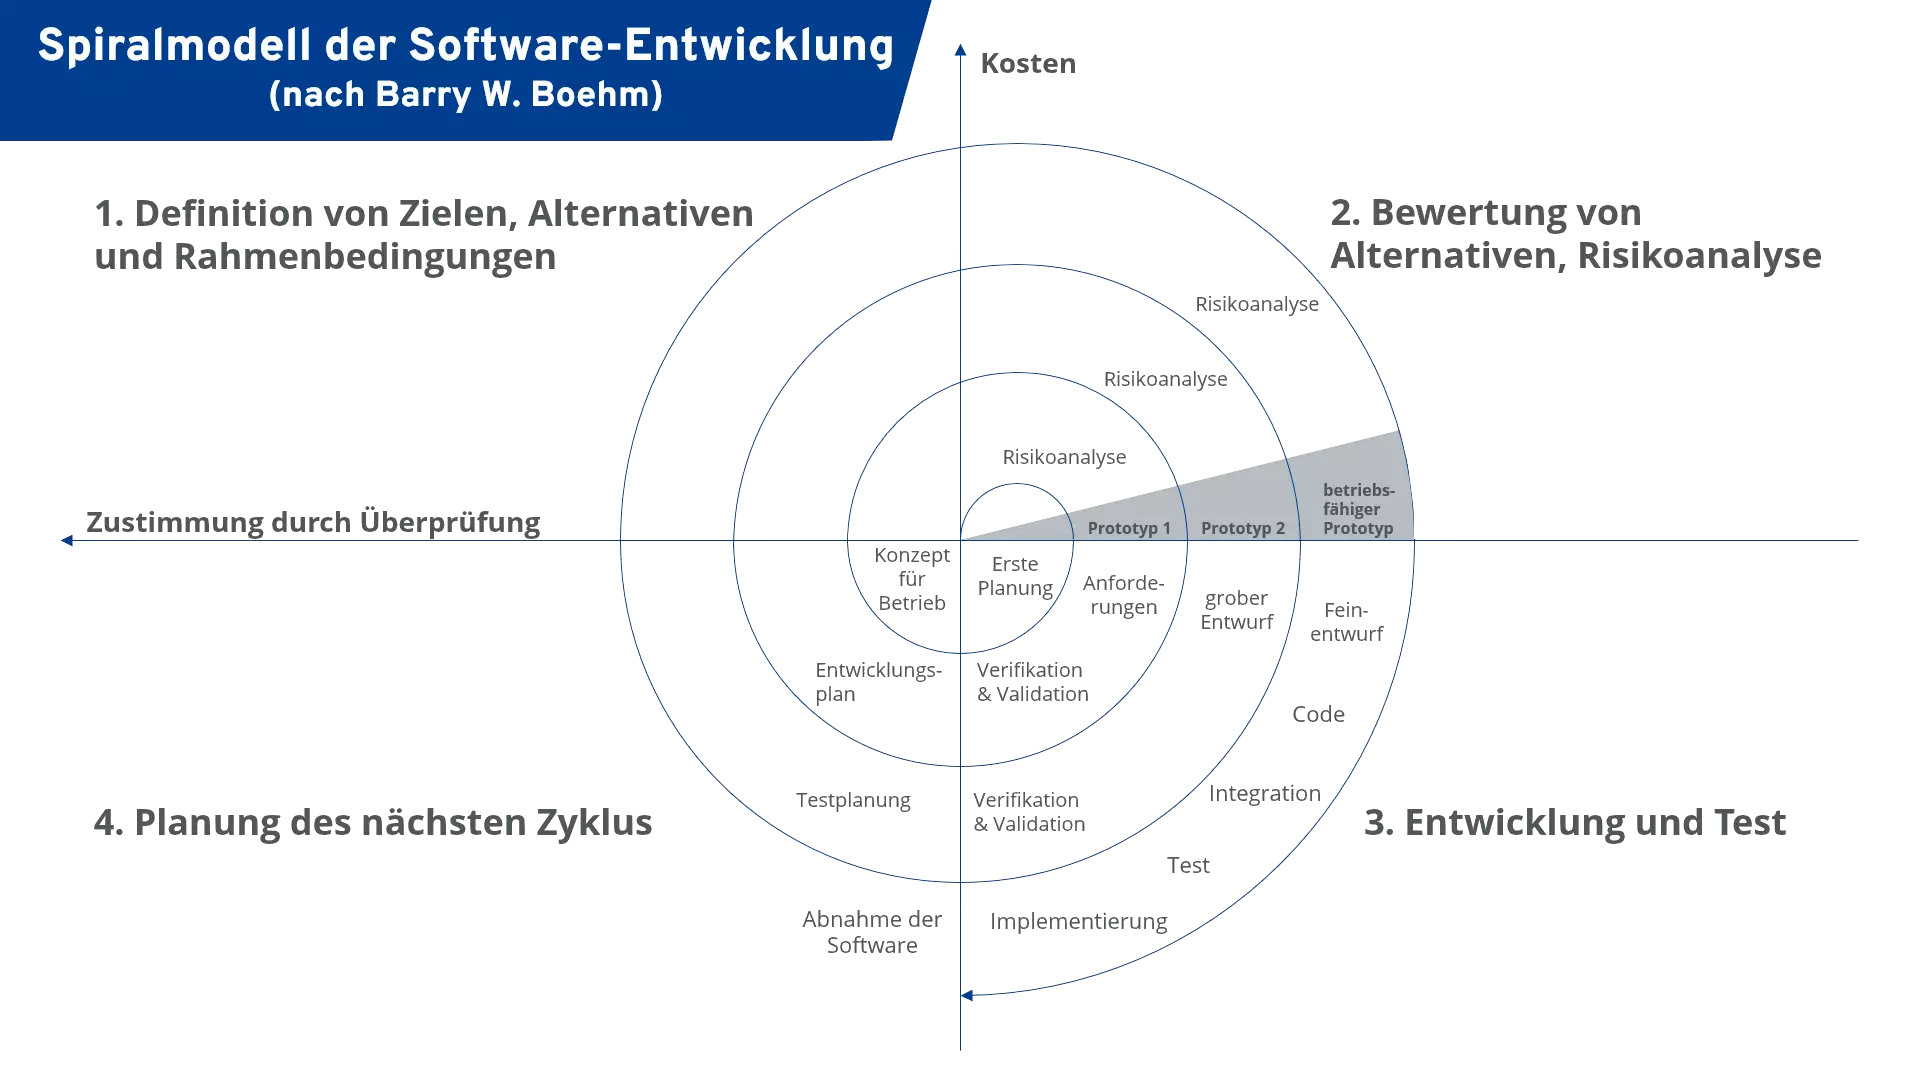 Spiralmodell der Software-Entwicklung
(nach Barry W. Boehm)
Kosten
1. Definition von Zielen, Alternativen
und Rahmenbedingungen
2. Bewertung von
Alternativen, Risikoanalyse
Risikoanalyse
Risikoanalyse
Risikoanalyse
Zustimmung durch Überprüfung
Prototyp 1
Prototyp 2
betriebs-
fähiger
Prototyp
Konzept
für
Betrieb
Erste
Planung
Anforde-
rungen
grober
Entwurf
Fein-
entwurf
Entwicklungs-
plan
Verifikation
& Validation
Code
Testplanung
Verifikation
& Validation
Integration
4. Planung des nächsten Zyklus
3. Entwicklung und Test
Test
Abnahme der
Software
Implementierung